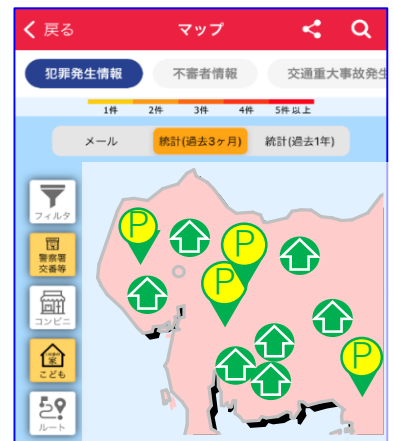 戻る
マップ
犯罪発生情報
不審者情報
交通重大事故発生
1件
2件
3件
4件
5件以上
メール
統計(過去3ヶ月)
統計(過去1年)
フィルタ
警察署
交番等
コンビニ
こども
ルート
P
P
P
P